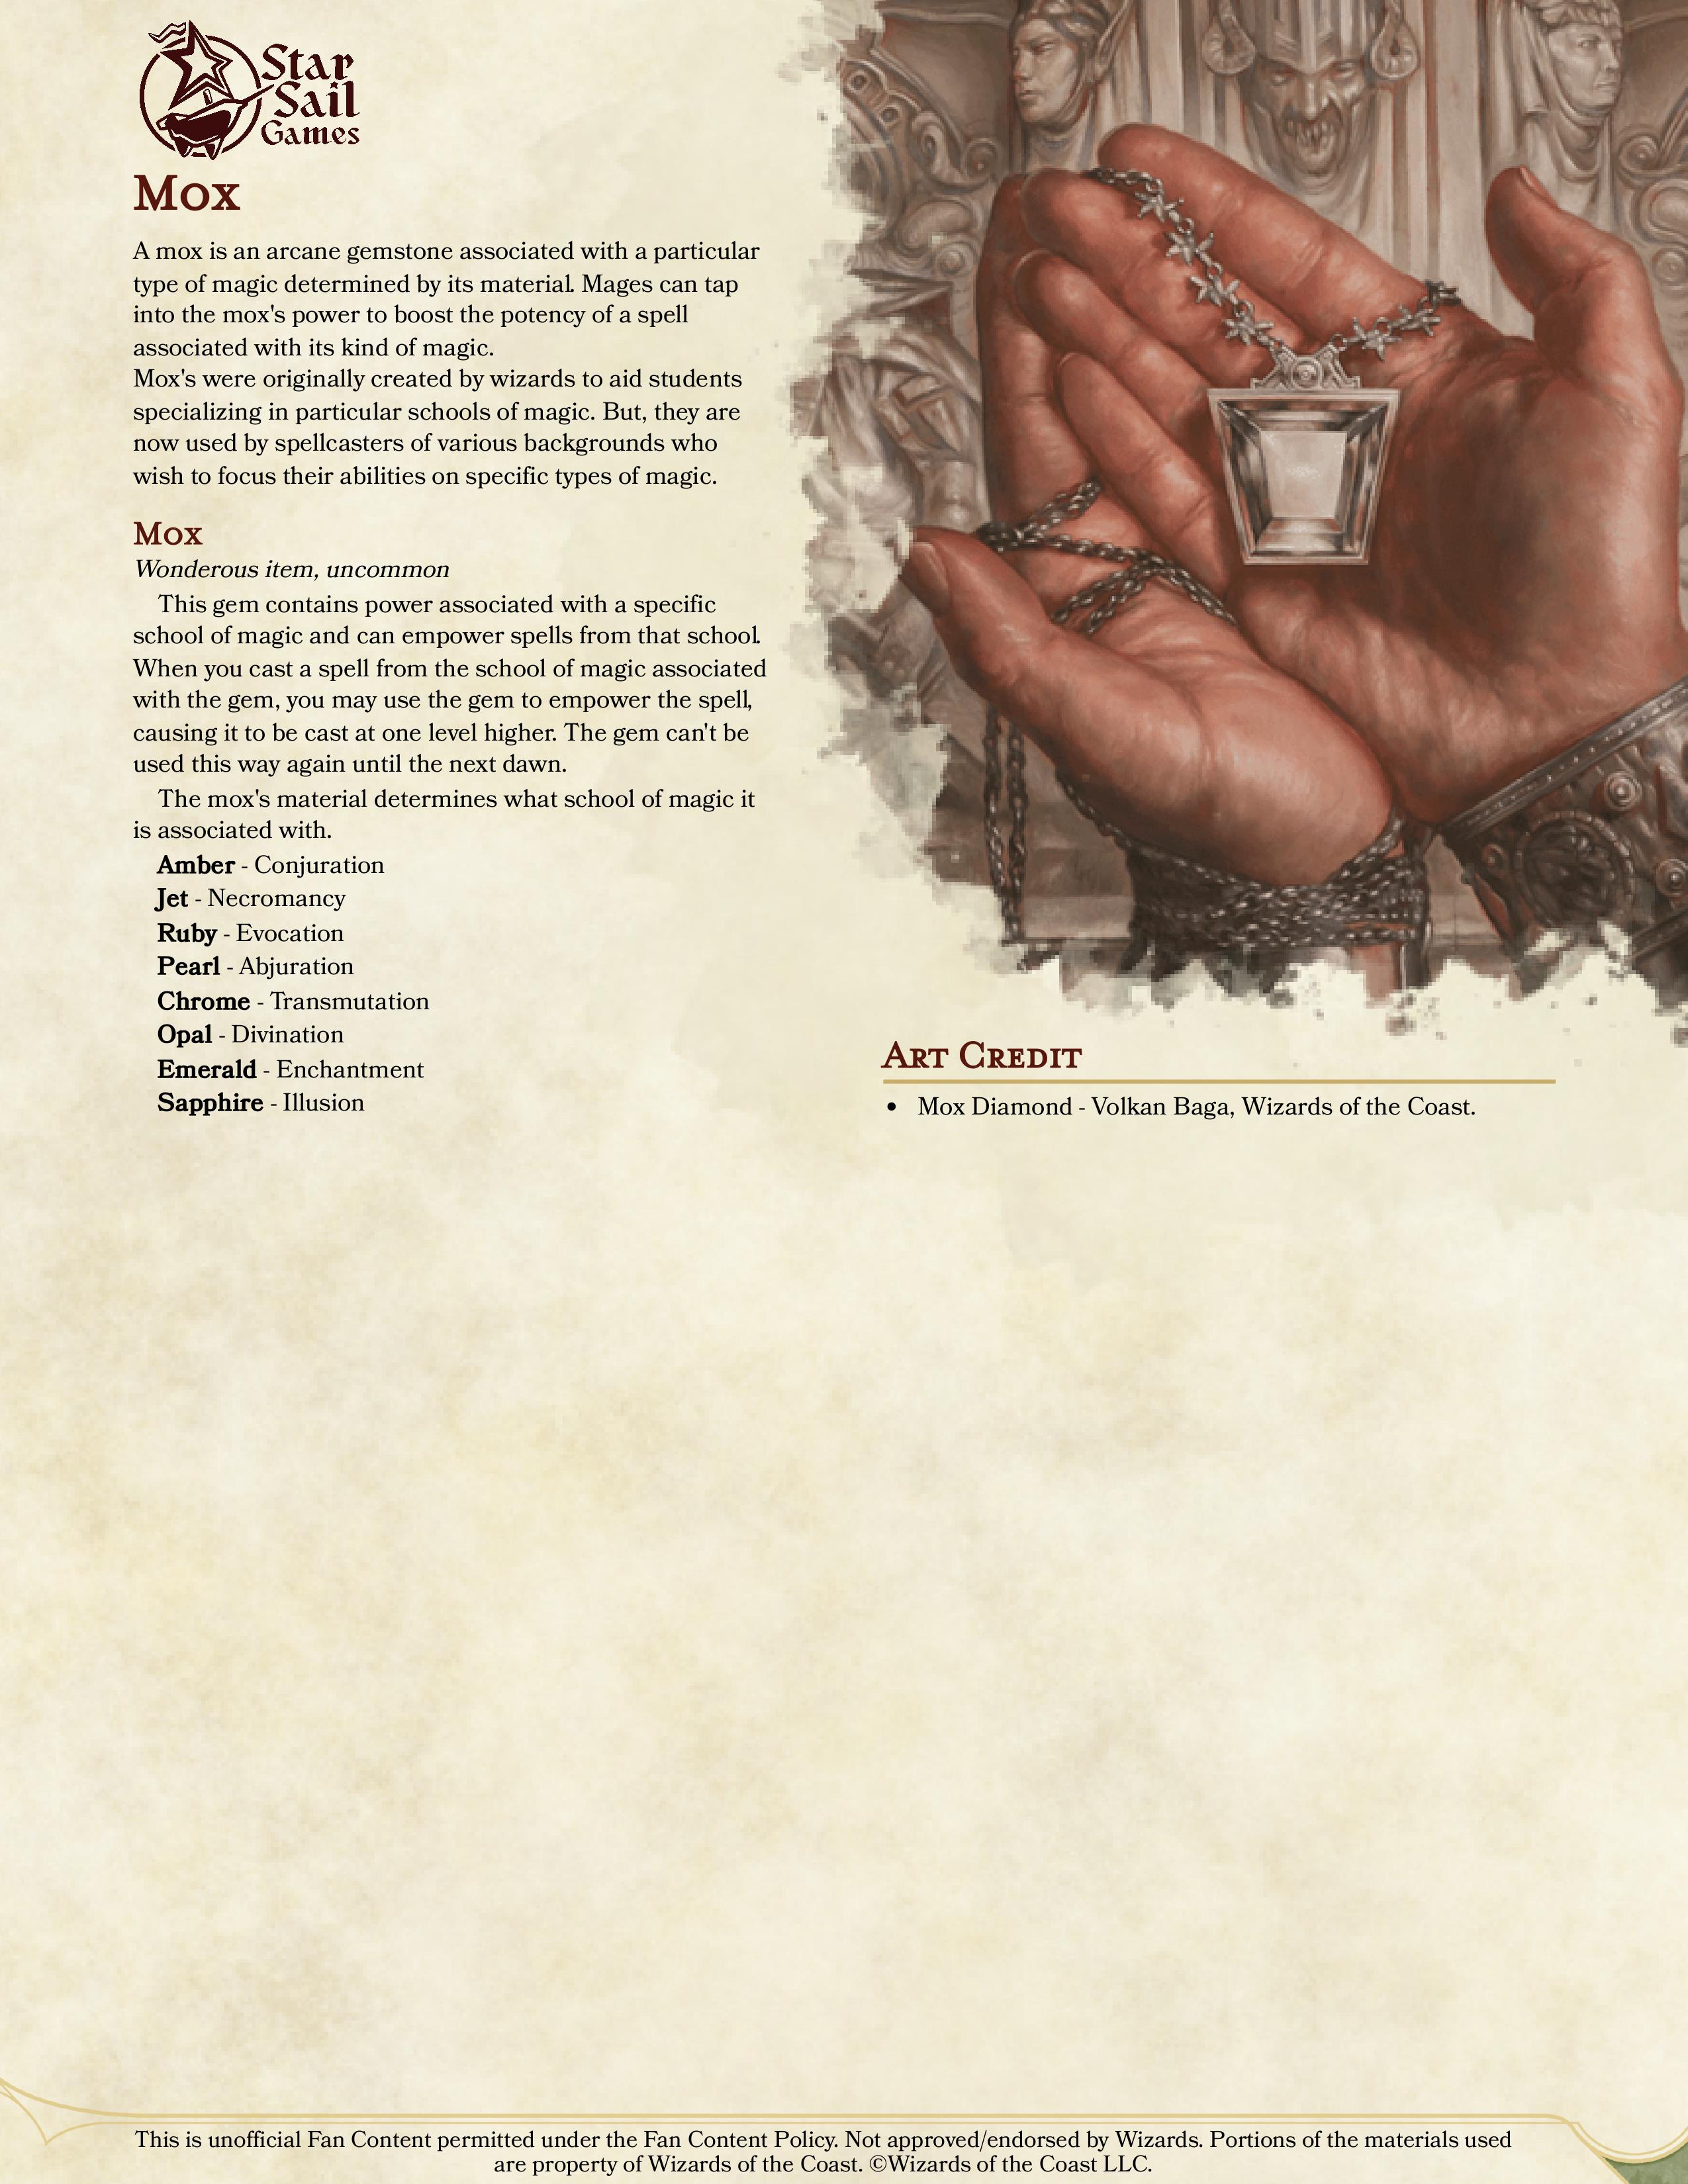 Star
Sail
Games
Mox
A mox is an arcane gemstone associated with a particular
type of magic determined by its material. Mages can tap
into the mox's power to boost the potency of a spell
associated with its kind of magic.
Mox's were originally created by wizards to aid students
specializing in particular schools of magic. But, they are
now used by spellcasters of various backgrounds who
wish to focus their abilities on specific types of magic.
Mox
Wonderous item, uncommon
This gem contains power associated with a specific
school of magic and can empower spells from that school.
When you cast a spell from the school of magic associated
with the gem, you may use the gem to empower the spell,
causing it to be cast at one level higher. The gem can't be
used this way again until the next dawn.
The mox's material determines what school of magic it
is associated with.
Amber - Conjuration
Jet - Necromancy
Ruby - Evocation
Pearl - Abjuration
Chrome - Transmutation
Opal - Divination
Emerald - Enchantment
Sapphire - Illusion
Art Credit
• Mox Diamond - Volkan Baga, Wizards of the Coast.
This is unofficial Fan Content permitted under the Fan Content Policy. Not approved/endorsed by Wizards. Portions of the materials used
are property of Wizards of the Coast. ©Wizards of the Coast LLC.